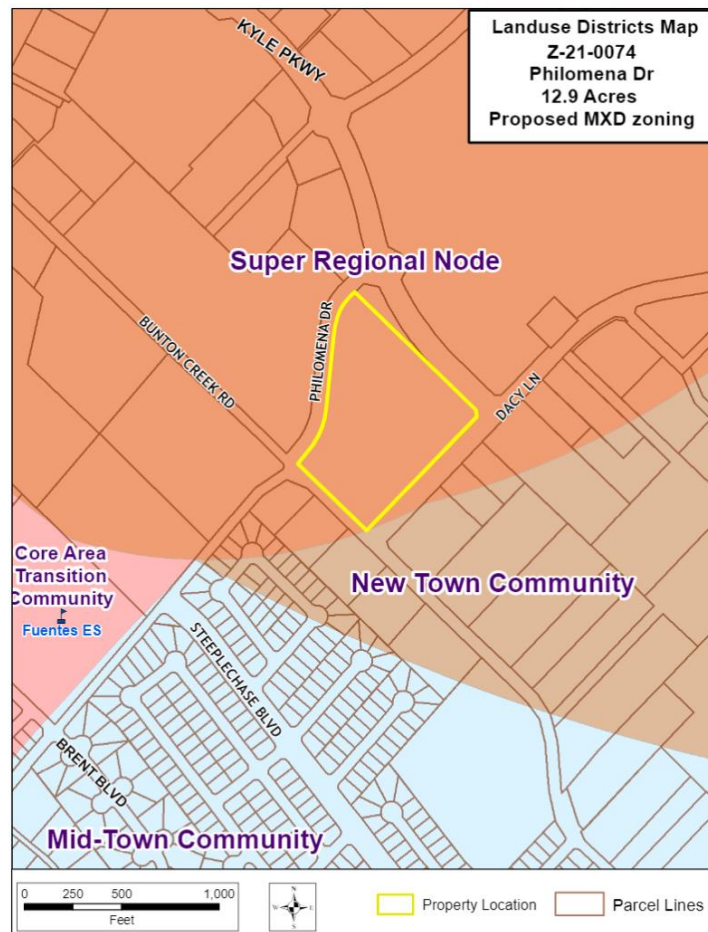 Landuse Districts Map
Z-21-0074
Philomena Dr
12.9 Acres
Proposed MXD zoning
KYLE PKWY
Super Regional Node
PHILOMENA DR
BUNTON CREEK RD
DACY LN
Core Area
Transition
Community
Fuentes ES
New Town Community
STEEPLECHASE BLVD
BRENT BLVD
Mid-Town Community
0 250 500 1,000
Feet
N
W E
S
Property Location
Parcel Lines